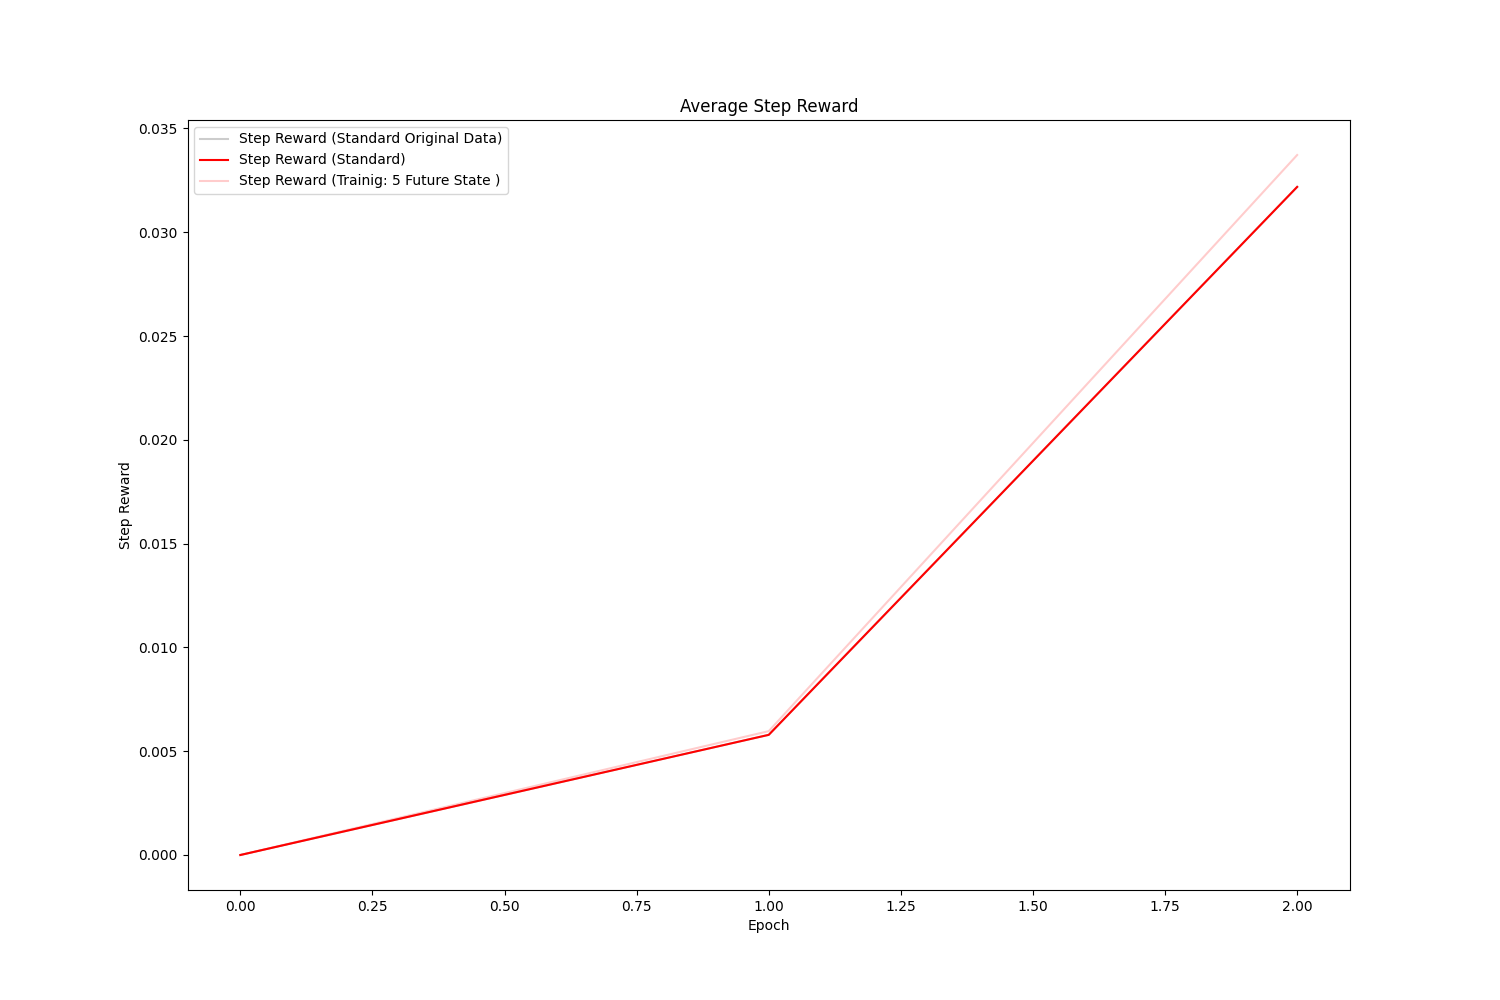 Average Step Reward
Step Reward (Standard Original Data)
Step Reward (Standard)
Step Reward (Trainig: 5 Future State )
0.035
0.030
0.025
0.020
0.015
0.010
0.005
0.000
Step Reward
0.00 0.25 0.50 0.75 1.00 1.25 1.50 1.75 2.00
Epoch